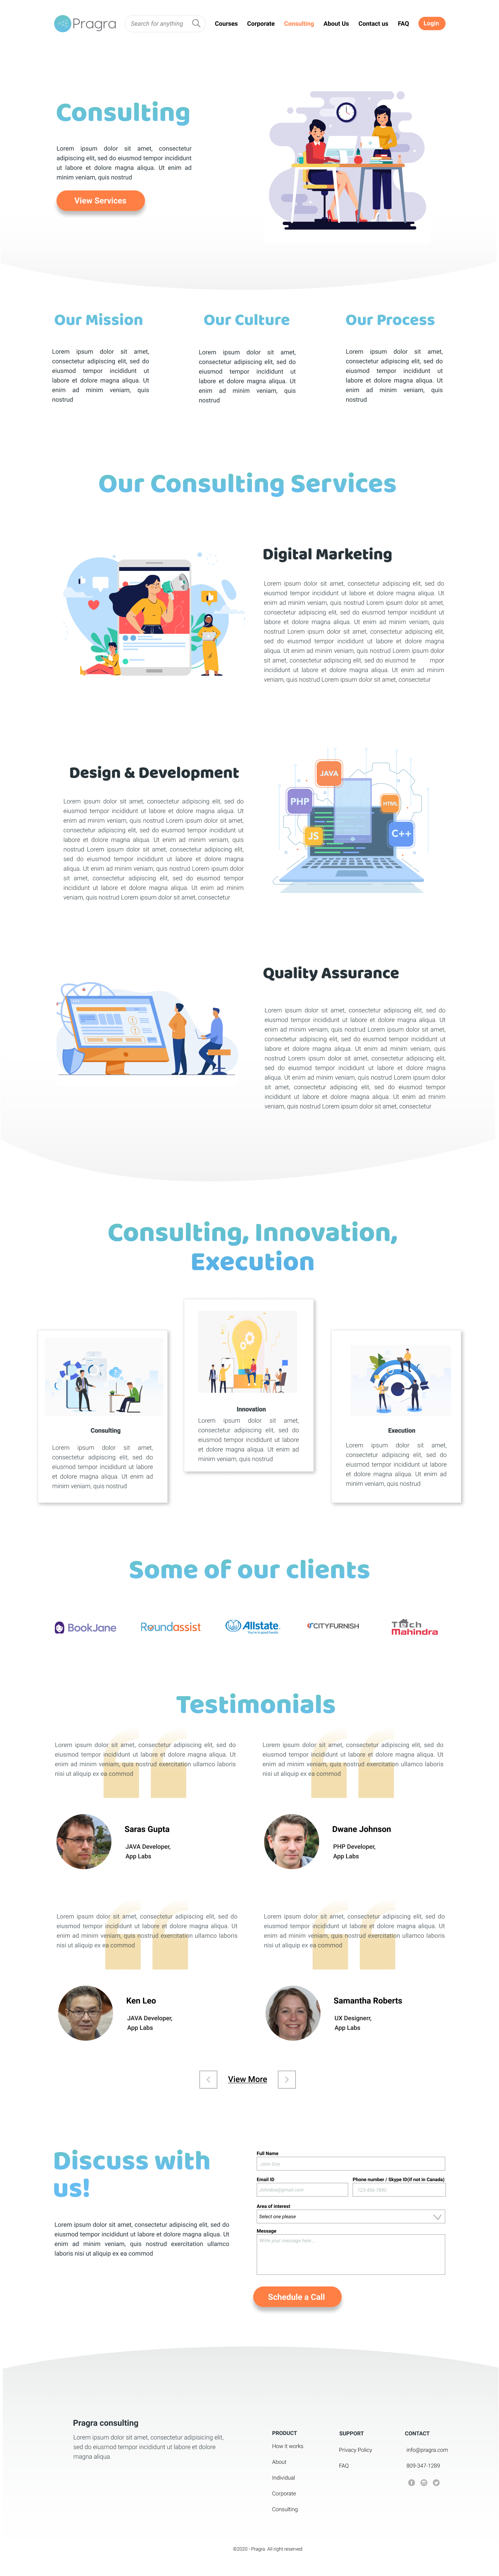 Pragra
Search for anything
Courses Corporate Consulting About Us Contact us FAQ Login
Consulting
Lorem ipsum dolor sit amet, consectetur
adipiscing elit, sed do eiusmod tempor incididunt
ut labore et dolore magna aliqua. Ut enim ad
minim veniam, quis nostrud
View Services
Our Mission
Lorem ipsum dolor sit amet,
consectetur adipiscing elit, sed do
eiusmod tempor incididunt ut
labore et dolore magna aliqua. Ut
enim ad minim veniam, quis
nostrud
Our Culture
Lorem ipsum dolor sit amet,
consectetur adipiscing elit, sed do
eiusmod tempor incididunt ut
labore et dolore magna aliqua. Ut
enim ad minim veniam, quis
nostrud
Our Process
Lorem ipsum dolor sit amet,
consectetur adipiscing elit, sed do
eiusmod tempor incididunt ut
labore et dolore magna aliqua. Ut
enim ad minim veniam, quis
nostrud
Our Consulting Services
Digital Marketing
Lorem ipsum dolor sit amet, consectetur adipiscing elit, sed do
eiusmod tempor incididunt ut labore et dolore magna aliqua. Ut
enim ad minim veniam, quis nostrud Lorem ipsum dolor sit amet,
consectetur adipiscing elit, sed do eiusmod tempor incididunt ut
labore et dolore magna aliqua. Ut enim ad minim veniam, quis
nostrud Lorem ipsum dolor sit amet, consectetur adipiscing elit,
sed do eiusmod tempor incididunt ut labore et dolore magna
aliqua. Ut enim ad minim veniam, quis nostrud Lorem ipsum dolor
sit amet, consectetur adipiscing elit, sed do eiusmod te mpor
incididunt ut labore et dolore magna aliqua. Ut enim ad minim
veniam, quis nostrud Lorem ipsum dolor sit amet, consectetur
Design & Development
Lorem ipsum dolor sit amet, consectetur adipiscing elit, sed do
eiusmod tempor incididunt ut labore et dolore magna aliqua. Ut
enim ad minim veniam, quis nostrud Lorem ipsum dolor sit amet,
consectetur adipiscing elit, sed do eiusmod tempor incididunt ut
labore et dolore magna aliqua. Ut enim ad minim veniam, quis
nostrud Lorem ipsum dolor sit amet, consectetur adipiscing elit,
sed do eiusmod tempor incididunt ut labore et dolore magna
aliqua. Ut enim ad minim veniam, quis nostrud Lorem ipsum dolor
sit amet, consectetur adipiscing elit, sed do eiusmod tempor
incididunt ut labore et dolore magna aliqua. Ut enim ad minim
veniam, quis nostrud Lorem ipsum dolor sit amet, consectetur
JAVA
PHP
HTML
JS
C++
Quality Assurance
Lorem ipsum dolor sit amet, consectetur adipiscing elit, sed do
eiusmod tempor incididunt ut labore et dolore magna aliqua. Ut
enim ad minim veniam, quis nostrud Lorem ipsum dolor sit amet,
consectetur adipiscing elit, sed do eiusmod tempor incididunt ut
labore et dolore magna aliqua. Ut enim ad minim veniam, quis
nostrud Lorem ipsum dolor sit amet, consectetur adipiscing elit,
sed do eiusmod tempor incididunt ut labore et dolore magna
aliqua. Ut enim ad minim veniam, quis nostrud Lorem ipsum dolor
sit amet, consectetur adipiscing elit, sed do eiusmod tempor
incididunt ut labore et dolore magna aliqua. Ut enim ad minim
veniam, quis nostrud Lorem ipsum dolor sit amet, consectetur
Consulting, Innovation,
Execution
Consulting
Lorem ipsum dolor sit amet,
consectetur adipiscing elit, sed do
eiusmod tempor incididunt ut labore
et dolore magna aliqua. Ut enim ad
minim veniam, quis nostrud
Innovation
Lorem ipsum dolor sit amet,
consectetur adipiscing elit, sed do
eiusmod tempor incididunt ut labore
et dolore magna aliqua. Ut enim ad
minim veniam, quis nostrud
Execution
Lorem ipsum dolor sit amet,
consectetur adipiscing elit, sed do
eiusmod tempor incididunt ut labore
et dolore magna aliqua. Ut enim ad
minim veniam, quis nostrud
Some of our clients
BookJane
Roundassist
Allstate
You're in good hands.
CITYFURNISH
Tech
Mahindra
Testimonials
Lorem ipsum dolor sit amet, consectetur adipiscing elit, sed do
eiusmod tempor incididunt ut labore et dolore magna aliqua. Ut
enim ad minim veniam, quis nostrud exercitation ullamco laboris
nisi ut aliquip ex ea commod
Saras Gupta
JAVA Developer,
App Labs
Lorem ipsum dolor sit amet, consectetur adipiscing elit, sed do
eiusmod tempor incididunt ut labore et dolore magna aliqua. Ut
enim ad minim veniam, quis nostrud exercitation ullamco laboris
nisi ut aliquip ex ea commod
Dwane Johnson
PHP Developer,
App Labs
Lorem ipsum dolor sit amet, consectetur adipiscing elit, sed do
eiusmod tempor incididunt ut labore et dolore magna aliqua. Ut
enim ad minim veniam, quis nostrud exercitation ullamco laboris
nisi ut aliquip ex ea commod
Ken Leo
JAVA Developer,
App Labs
Lorem ipsum dolor sit amet, consectetur adipiscing elit, sed do
eiusmod tempor incididunt ut labore et dolore magna aliqua. Ut
enim ad minim veniam, quis nostrud exercitation ullamco laboris
nisi ut aliquip ex ea commod
Samantha Roberts
UX Designerr,
App Labs
View More
Discuss with
us!
Lorem ipsum dolor sit amet, consectetur adipiscing elit, sed do
eiusmod tempor incididunt ut labore et dolore magna aliqua. Ut
enim ad minim veniam, quis nostrud exercitation ullamco
laboris nisi ut aliquip ex ea commod
Full Name
John Doe
Email ID
Johndoe@gmail.com
Phone number / Skype ID(if not in Canada)
123-456-7890
Area of interest
Select one please
Message
Write your message here...
Schedule a Call
Pragra consulting
Lorem ipsum dolor sit amet, consectetur adipisicing elit,
sed do eiusmod tempor incididunt ut labore et dolore
magna aliqua.
PRODUCT
How it works
About
Individual
Corporate
Consulting
SUPPORT
Privacy Policy
FAQ
CONTACT
info@pragra.com
809-347-1289
©2020 - Pragra All right reserved